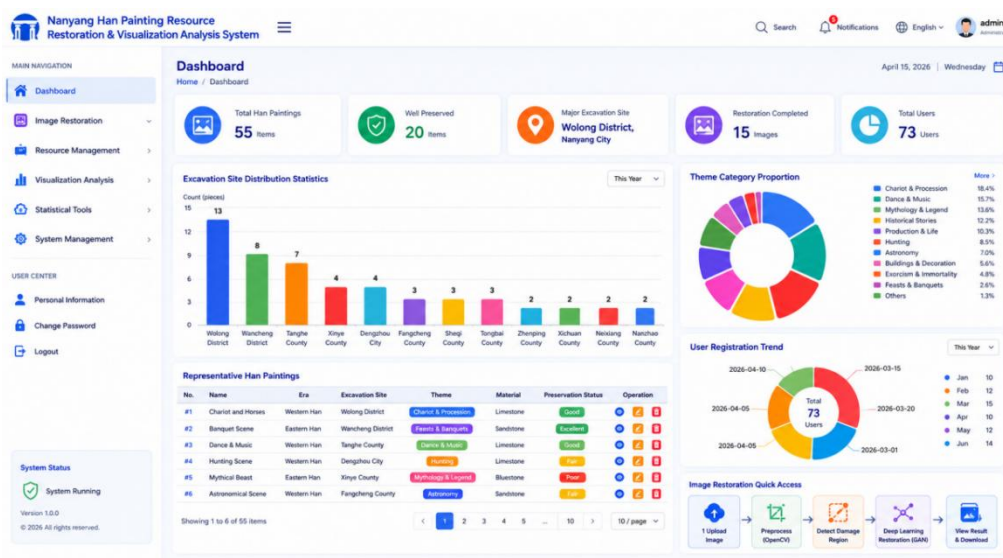 Nanyang Han Painting Resource
Restoration & Visualization Analysis System
Search
3
Notifications
English
admin
Administra
MAIN NAVIGATION
Dashboard
Image Restoration
Resource Management
Visualization Analysis
Statistical Tools
System Management
USER CENTER
Personal Information
Change Password
Logout
System Status
System Running
Version 1.0.0
© 2026 All rights reserved.
Dashboard
Home / Dashboard
April 15, 2026 | Wednesday
Total Han Paintings
55 Items
Well Preserved
20 Items
Major Excavation Site
Wolong District,
Nanyang City
Restoration Completed
15 Images
Total Users
73 Users
Excavation Site Distribution Statistics
This Year
Count (pieces)
15
12
9
6
3
0
13
8
7
4
4
3
3
3
2
2
2
2
Wolong District
Wancheng District
Tanghe County
Xinye County
Dengzhou City
Fangcheng County
Sheqi County
Tongbai County
Zhenping County
Xichuan County
Neixiang County
Nanzhao County
Theme Category Proportion
More >
Chariot & Procession 18.4%
Dance & Music 15.7%
Mythology & Legend 13.6%
Historical Stories 12.2%
Production & Life 10.3%
Hunting 8.5%
Astronomy 7.0%
Buildings & Decoration 5.6%
Exorcism & Immortality 4.8%
Feasts & Banquets 2.6%
Others 1.3%
Representative Han Paintings
No. Name Era Excavation Site Theme Material Preservation Status Operation
#1 Chariot and Horses Western Han Wolong District Chariot & Procession Limestone Good
#2 Banquet Scene Eastern Han Wancheng District Feasts & Banquets Sandstone Excellent
#3 Dance & Music Western Han Tanghe County Dance & Music Limestone Good
#4 Hunting Scene Western Han Dengzhou City Hunting Limestone Fair
#5 Mythical Beast Eastern Han Xinye County Mythology & Legend Bluestone Poor
#6 Astronomical Scene Western Han Fangcheng County Astronomy Sandstone Fair
Showing 1 to 6 of 55 items
< 1 2 3 4 5 ... 10 >
10 / page
User Registration Trend
This Year
2026-04-10
2026-03-15
2026-04-05
2026-03-20
2026-04-05
2026-03-01
Total
73
Users
Jan 10
Feb 12
Mar 15
Apr 10
May 12
Jun 14
Image Restoration Quick Access
1 Upload
Image
Preprocess
(OpenCV)
Detect Damage
Region
Deep Learning
Restoration (GAN)
View Result
& Download